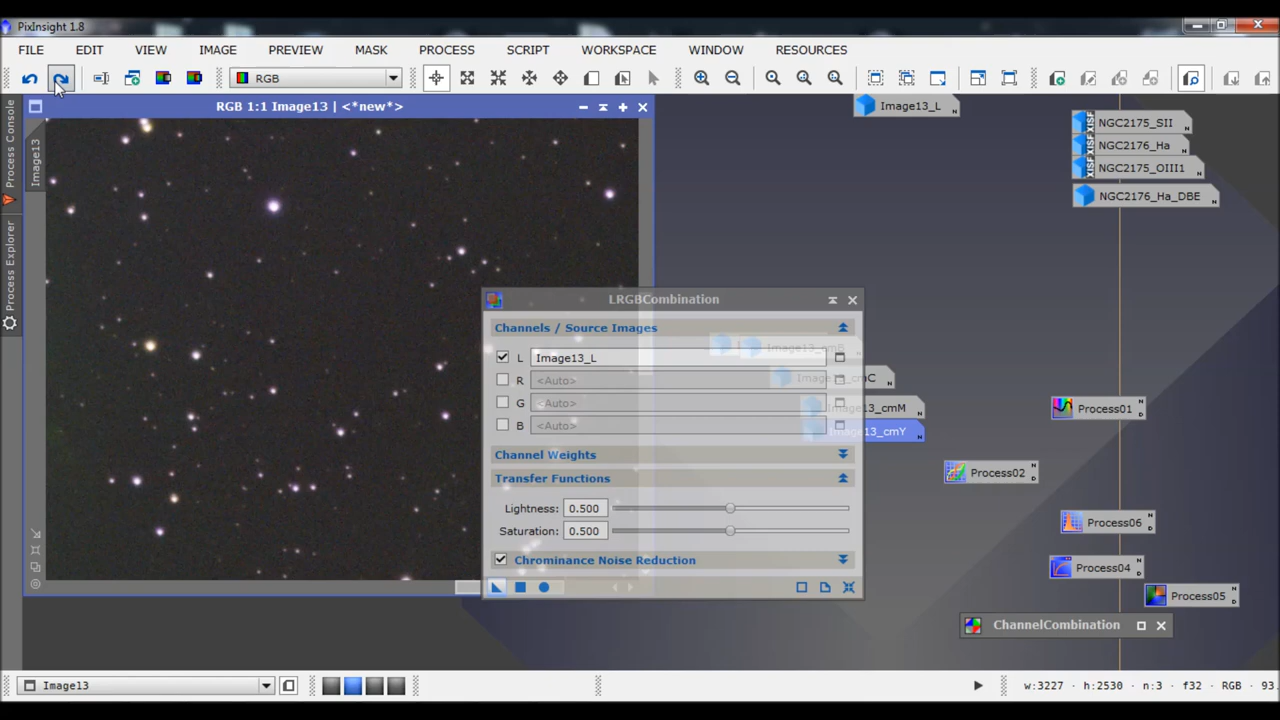 PixInsight 1.8
FILE EDIT VIEW IMAGE PREVIEW MASK PROCESS SCRIPT WORKSPACE WINDOW RESOURCES
RGB
Process Console
Process Explorer
RGB 1:1 Image13 | <*new*>
Image13
Image13_L
NGC2175_SII
NGC2176_Ha
NGC2175_OIII1
NGC2176_Ha_DBE
LRGBCombination
Channels / Source Images
L Image13_L
R <Auto>
G <Auto>
B <Auto>
Channel Weights
Transfer Functions
Lightness: 0.500
Saturation: 0.500
Chrominance Noise Reduction
Image13_cmC
Image13_cmM
Image13_cmY
Process01
Process02
Process06
Process04
Process05
ChannelCombination
Image13
w:3227 · h:2530 · n:3 · f32 · RGB · 93.